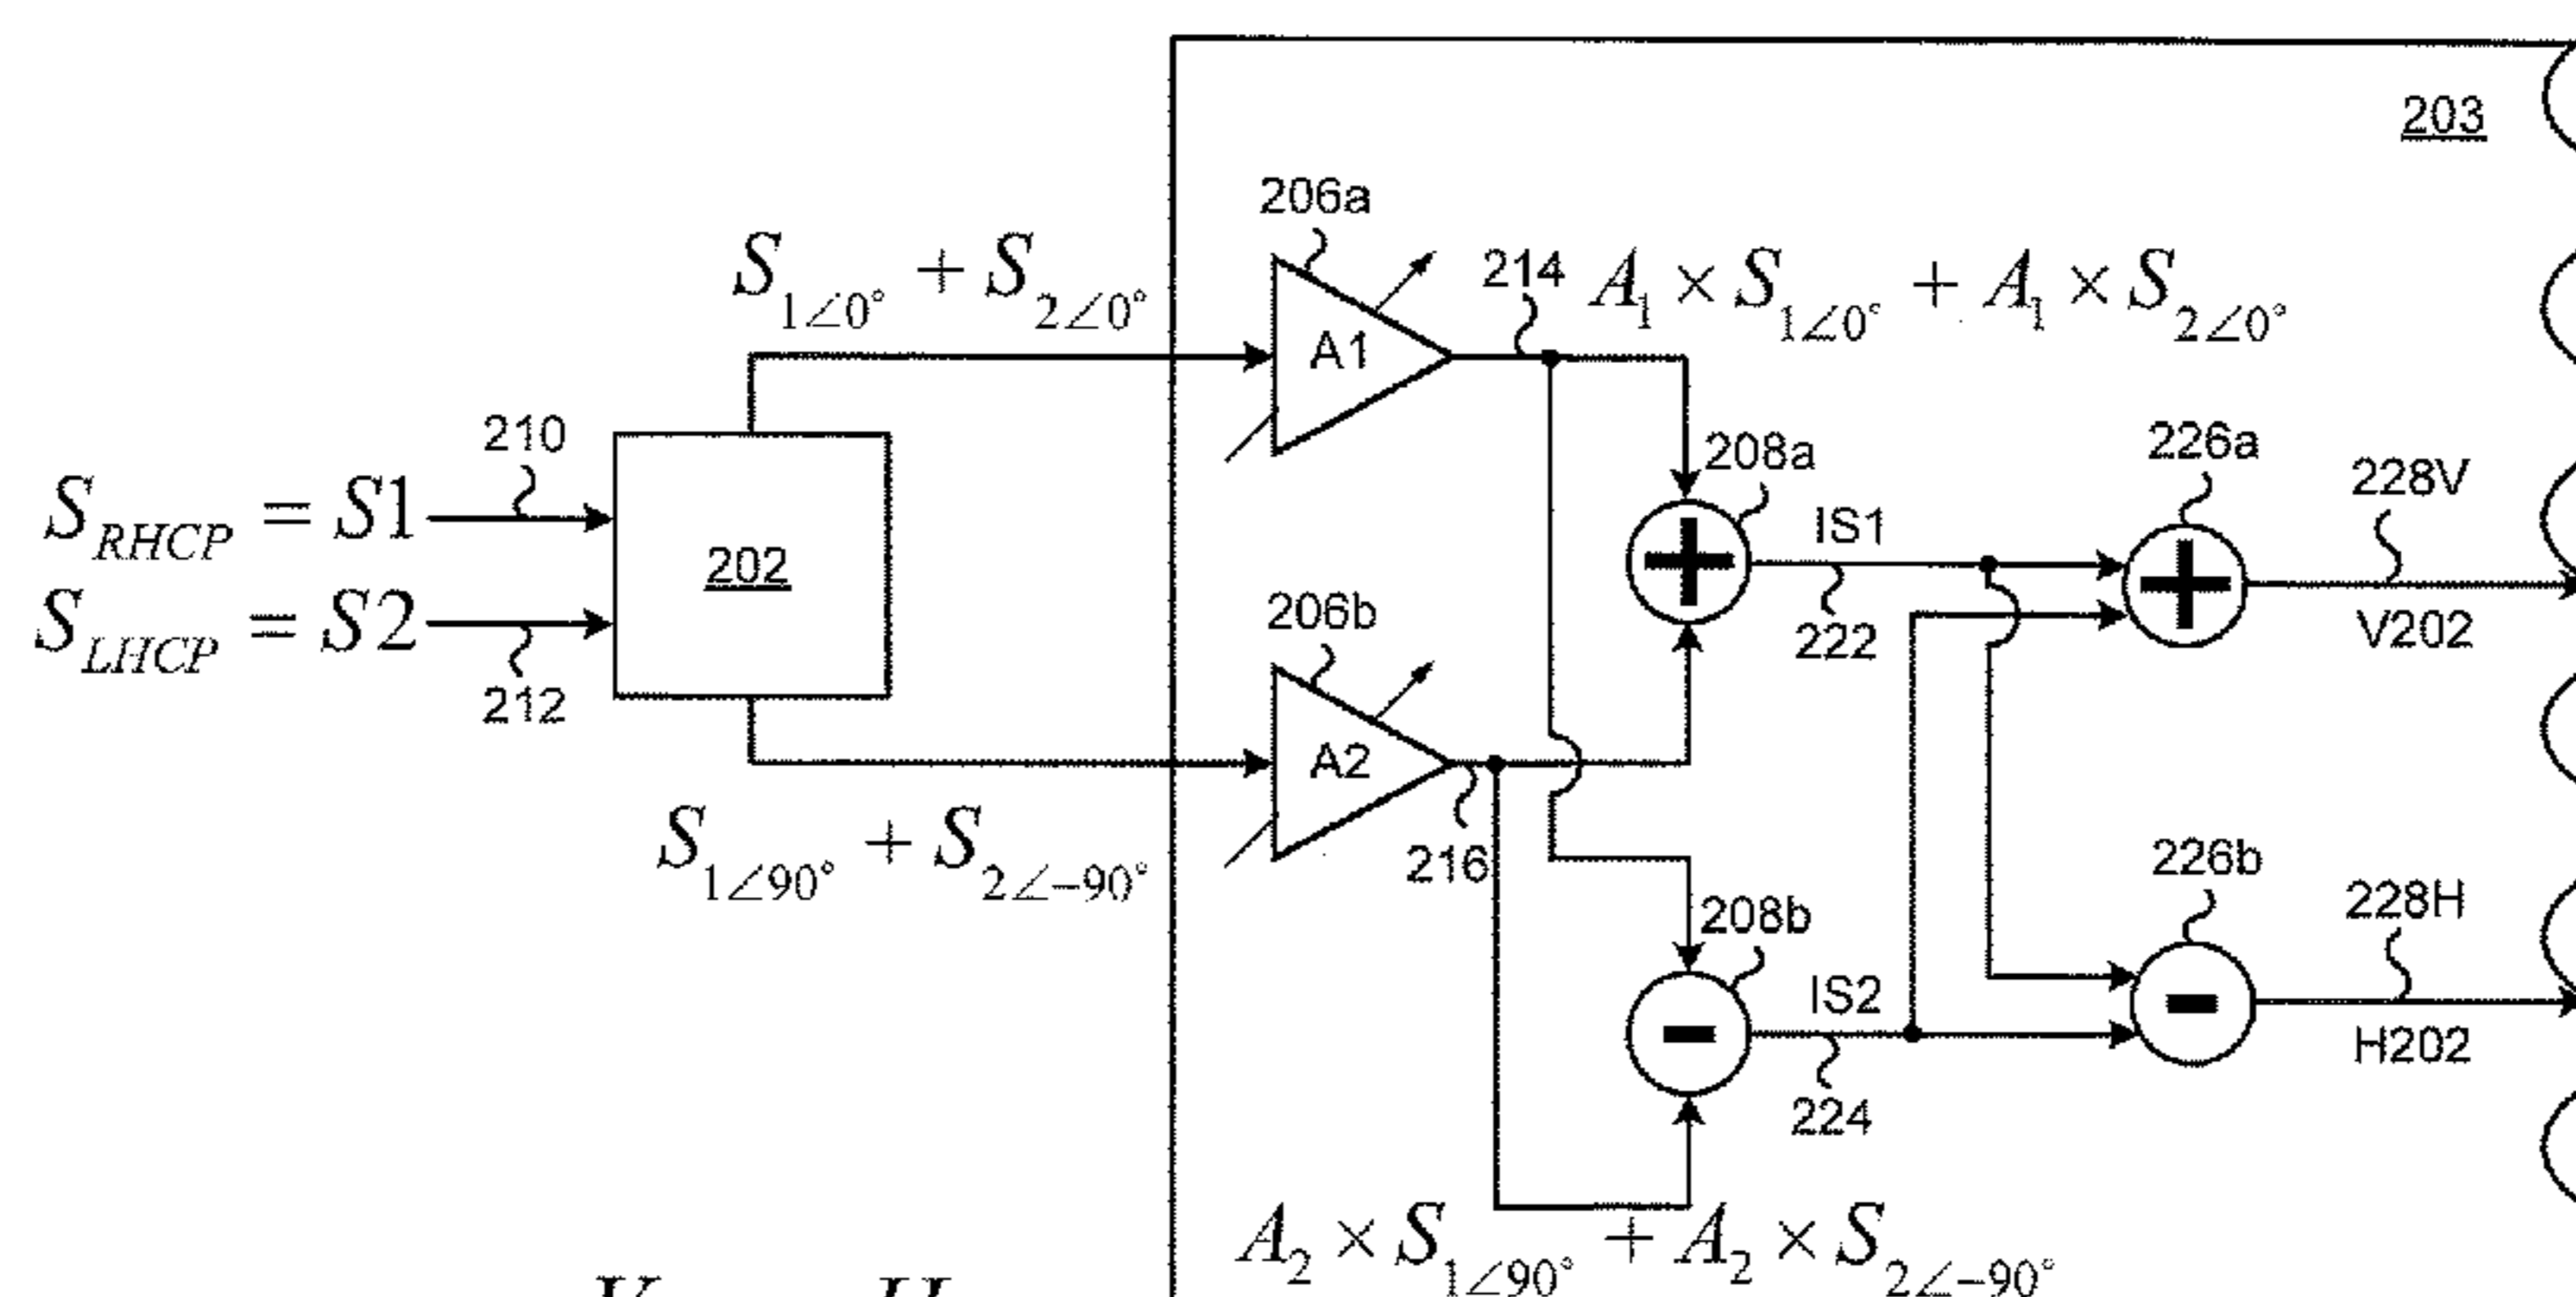 203
206a
S1∠0° + S2∠0°
214
A1 × S1∠0° + A1 × S2∠0°
A1
210
208a
226a
228V
SRHCP = S1
IS1
202
SLHCP = S2
206b
222
V202
212
A2
S1∠90° + S2∠−90°
216
226b
228H
208b
IS2
H202
224
A2 × S1∠90° + A2 × S2∠−90°